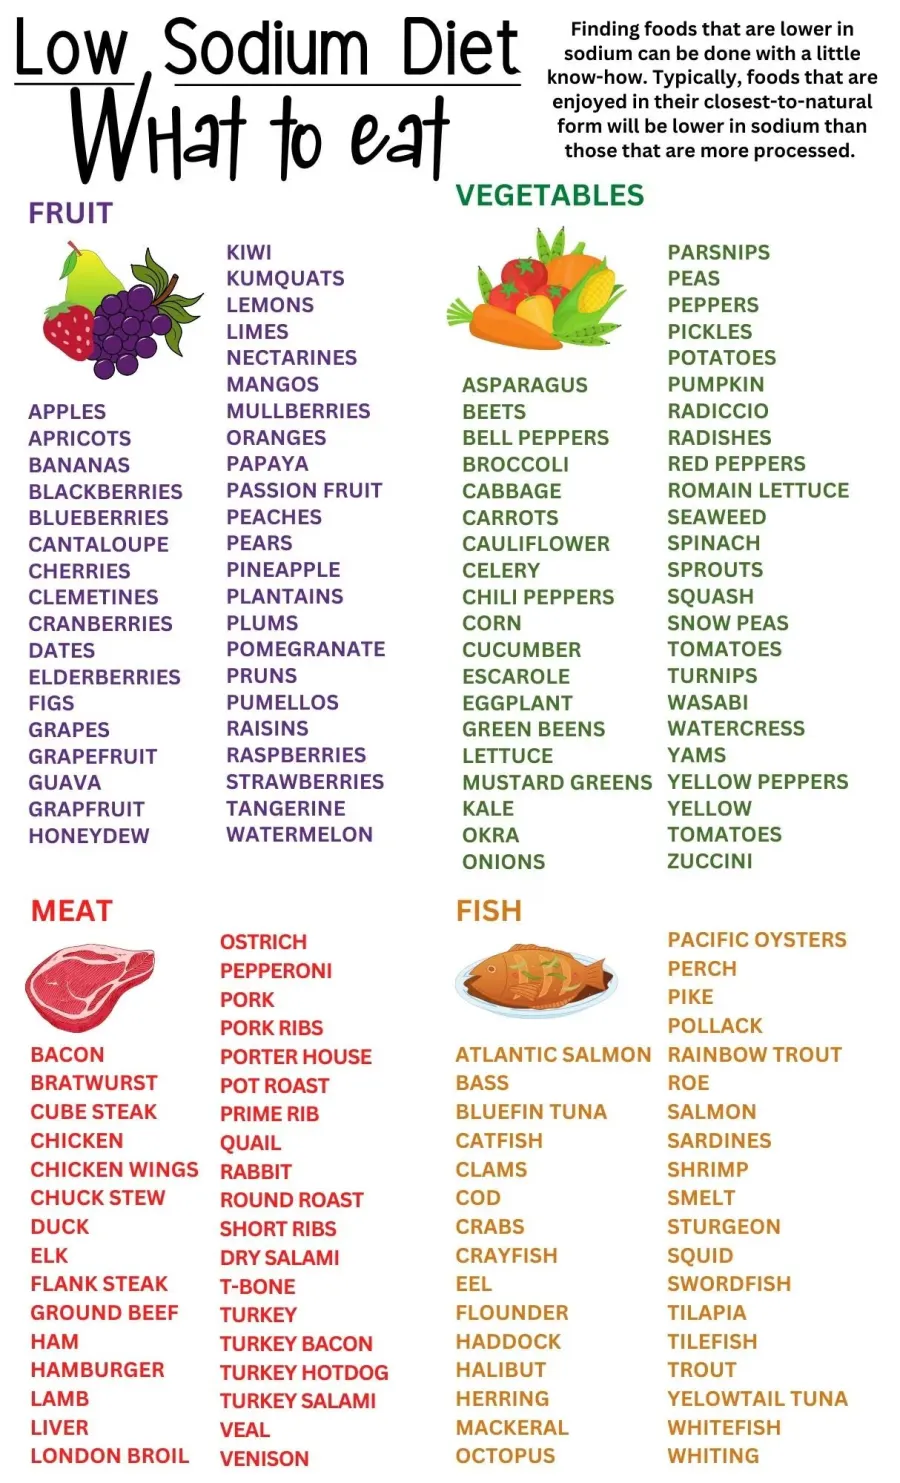 Low Sodium Diet
What to eat
Finding foods that are lower in
sodium can be done with a little
know-how. Typically, foods that are
enjoyed in their closest-to-natural
form will be lower in sodium than
those that are more processed.
FRUIT
APPLES
APRICOTS
BANANAS
BLACKBERRIES
BLUEBERRIES
CANTALOUPE
CHERRIES
CLEMETINES
CRANBERRIES
DATES
ELDERBERRIES
FIGS
GRAPES
GRAPEFRUIT
GUAVA
GRAPFRUIT
HONEYDEW
KIWI
KUMQUATS
LEMONS
LIMES
NECTARINES
MANGOS
MULLBERRIES
ORANGES
PAPAYA
PASSION FRUIT
PEACHES
PEARS
PINEAPPLE
PLANTAINS
PLUMS
POMEGRANATE
PRUNS
PUMELLOS
RAISINS
RASPBERRIES
STRAWBERRIES
TANGERINE
WATERMELON
VEGETABLES
ASPARAGUS
BEETS
BELL PEPPERS
BROCCOLI
CABBAGE
CARROTS
CAULIFLOWER
CELERY
CHILI PEPPERS
CORN
CUCUMBER
ESCAROLE
EGGPLANT
GREEN BEENS
LETTUCE
MUSTARD GREENS
KALE
OKRA
ONIONS
PARSNIPS
PEAS
PEPPERS
PICKLES
POTATOES
PUMPKIN
RADICCIO
RADISHES
RED PEPPERS
ROMAIN LETTUCE
SEAWEED
SPINACH
SPROUTS
SQUASH
SNOW PEAS
TOMATOES
TURNIPS
WASABI
WATERCRESS
YAMS
YELLOW PEPPERS
YELLOW
TOMATOES
ZUCCINI
MEAT
BACON
BRATWURST
CUBE STEAK
CHICKEN
CHICKEN WINGS
CHUCK STEW
DUCK
ELK
FLANK STEAK
GROUND BEEF
HAM
HAMBURGER
LAMB
LIVER
LONDON BROIL
OSTRICH
PEPPERONI
PORK
PORK RIBS
PORTER HOUSE
POT ROAST
PRIME RIB
QUAIL
RABBIT
ROUND ROAST
SHORT RIBS
DRY SALAMI
T-BONE
TURKEY
TURKEY BACON
TURKEY HOTDOG
TURKEY SALAMI
VEAL
VENISON
FISH
ATLANTIC SALMON
BASS
BLUEFIN TUNA
CATFISH
CLAMS
COD
CRABS
CRAYFISH
EEL
FLOUNDER
HADDOCK
HALIBUT
HERRING
MACKERAL
OCTOPUS
PACIFIC OYSTERS
PERCH
PIKE
POLLACK
RAINBOW TROUT
ROE
SALMON
SARDINES
SHRIMP
SMELT
STURGEON
SQUID
SWORDFISH
TILAPIA
TILEFISH
TROUT
YELOWTAIL TUNA
WHITEFISH
WHITING